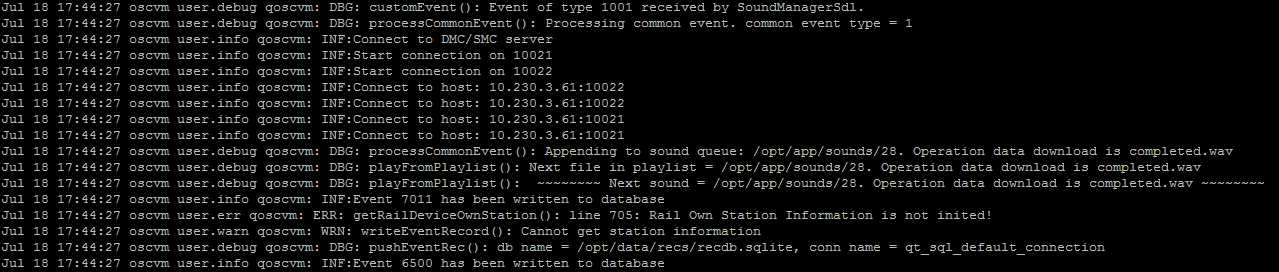 Jul 18 17:44:27 oscvm user.debug qoscvm: DBG: customEvent(): Event of type 1001 received by SoundManagerSdl.
Jul 18 17:44:27 oscvm user.debug qoscvm: DBG: processCommonEvent(): Processing common event. common event type = 1
Jul 18 17:44:27 oscvm user.info qoscvm: INF:Connect to DMC/SMC server
Jul 18 17:44:27 oscvm user.info qoscvm: INF:Start connection on 10021
Jul 18 17:44:27 oscvm user.info qoscvm: INF:Start connection on 10022
Jul 18 17:44:27 oscvm user.info qoscvm: INF:Connect to host: 10.230.3.61:10022
Jul 18 17:44:27 oscvm user.info qoscvm: INF:Connect to host: 10.230.3.61:10022
Jul 18 17:44:27 oscvm user.info qoscvm: INF:Connect to host: 10.230.3.61:10021
Jul 18 17:44:27 oscvm user.info qoscvm: INF:Connect to host: 10.230.3.61:10021
Jul 18 17:44:27 oscvm user.debug qoscvm: DBG: processCommonEvent(): Appending to sound queue: /opt/app/sounds/28. Operation data download is completed.wav
Jul 18 17:44:27 oscvm user.debug qoscvm: DBG: playFromPlaylist(): Next file in playlist = /opt/app/sounds/28. Operation data download is completed.wav
Jul 18 17:44:27 oscvm user.debug qoscvm: DBG: playFromPlaylist():  ~~~~~~~~ Next sound = /opt/app/sounds/28. Operation data download is completed.wav ~~~~~~~~
Jul 18 17:44:27 oscvm user.info qoscvm: INF:Event 7011 has been written to database
Jul 18 17:44:27 oscvm user.err qoscvm: ERR: getRailDeviceOwnStation(): line 705: Rail Own Station Information is not inited!
Jul 18 17:44:27 oscvm user.warn qoscvm: WRN: writeEventRecord(): Cannot get station information
Jul 18 17:44:27 oscvm user.debug qoscvm: DBG: pushEventRec(): db name = /opt/data/recs/recdb.sqlite, conn name = qt_sql_default_connection
Jul 18 17:44:27 oscvm user.info qoscvm: INF:Event 6500 has been written to database